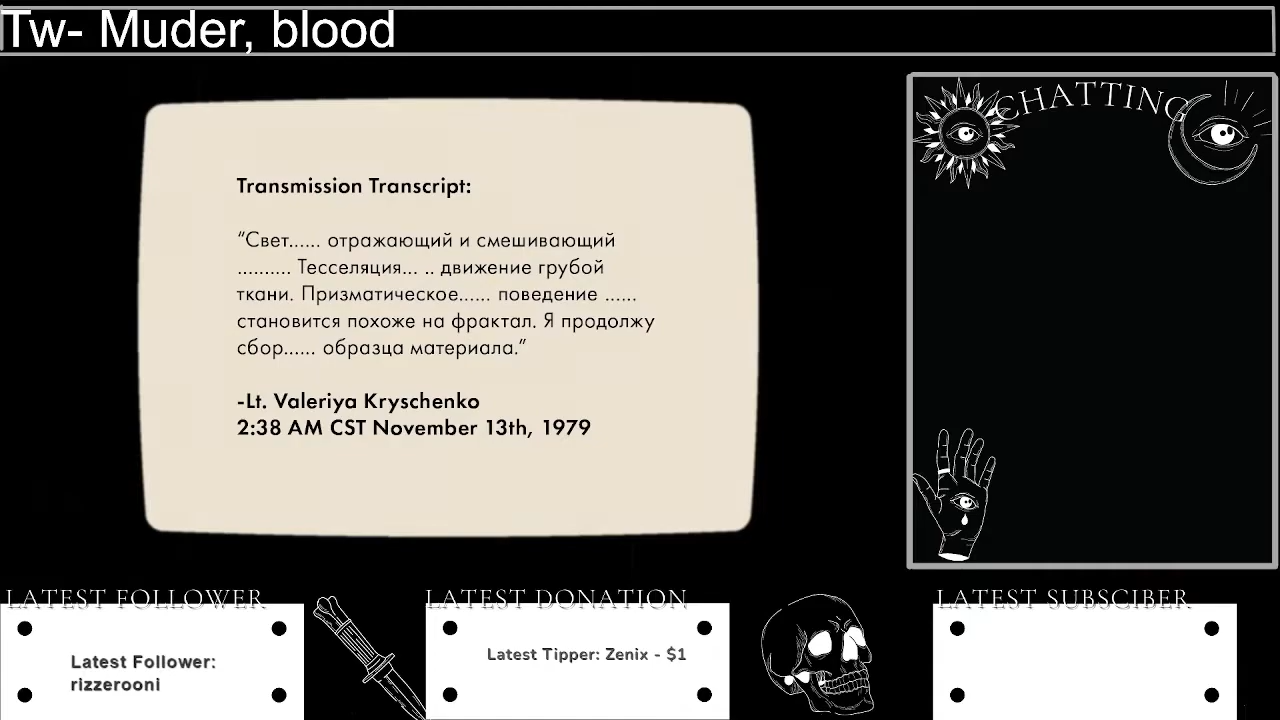 Tw- Muder, blood
CHATTING
Transmission Transcript:
"Свет...... отражающий и смешивающий
.......... Тесселяция... .. движение грубой
ткани. Призматическое...... поведение ......
становится похоже на фрактал. Я продолжу
сбор...... образца материала."
-Lt. Valeriya Kryschenko
2:38 AM CST November 13th, 1979
LATEST FOLLOWER
Latest Follower:
rizzerooni
LATEST DONATION
Latest Tipper: Zenix - $1
LATEST SUBSCIBER